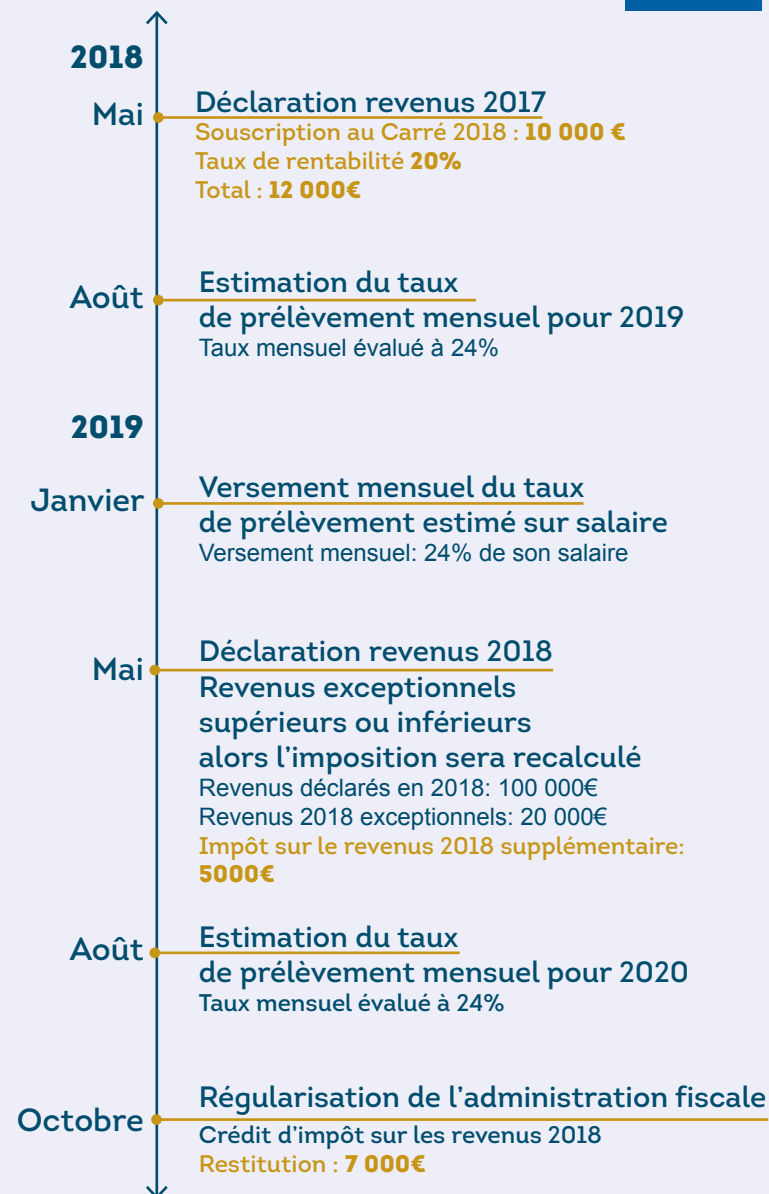 2018
Mai
Déclaration revenus 2017
Souscription au Carré 2018 : 10 000 €
Taux de rentabilité 20%
Total : 12 000€
Août
Estimation du taux
de prélèvement mensuel pour 2019
Taux mensuel évalué à 24%
2019
Janvier
Versement mensuel du taux
de prélèvement estimé sur salaire
Versement mensuel: 24% de son salaire
Mai
Déclaration revenus 2018
Revenus exceptionnels
supérieurs ou inférieurs
alors l'imposition sera recalculé
Revenus déclarés en 2018: 100 000€
Revenus 2018 exceptionnels: 20 000€
Impôt sur le revenus 2018 supplémentaire:
5000€
Août
Estimation du taux
de prélèvement mensuel pour 2020
Taux mensuel évalué à 24%
Octobre
Régularisation de l'administration fiscale
Crédit d'impôt sur les revenus 2018
Restitution : 7 000€